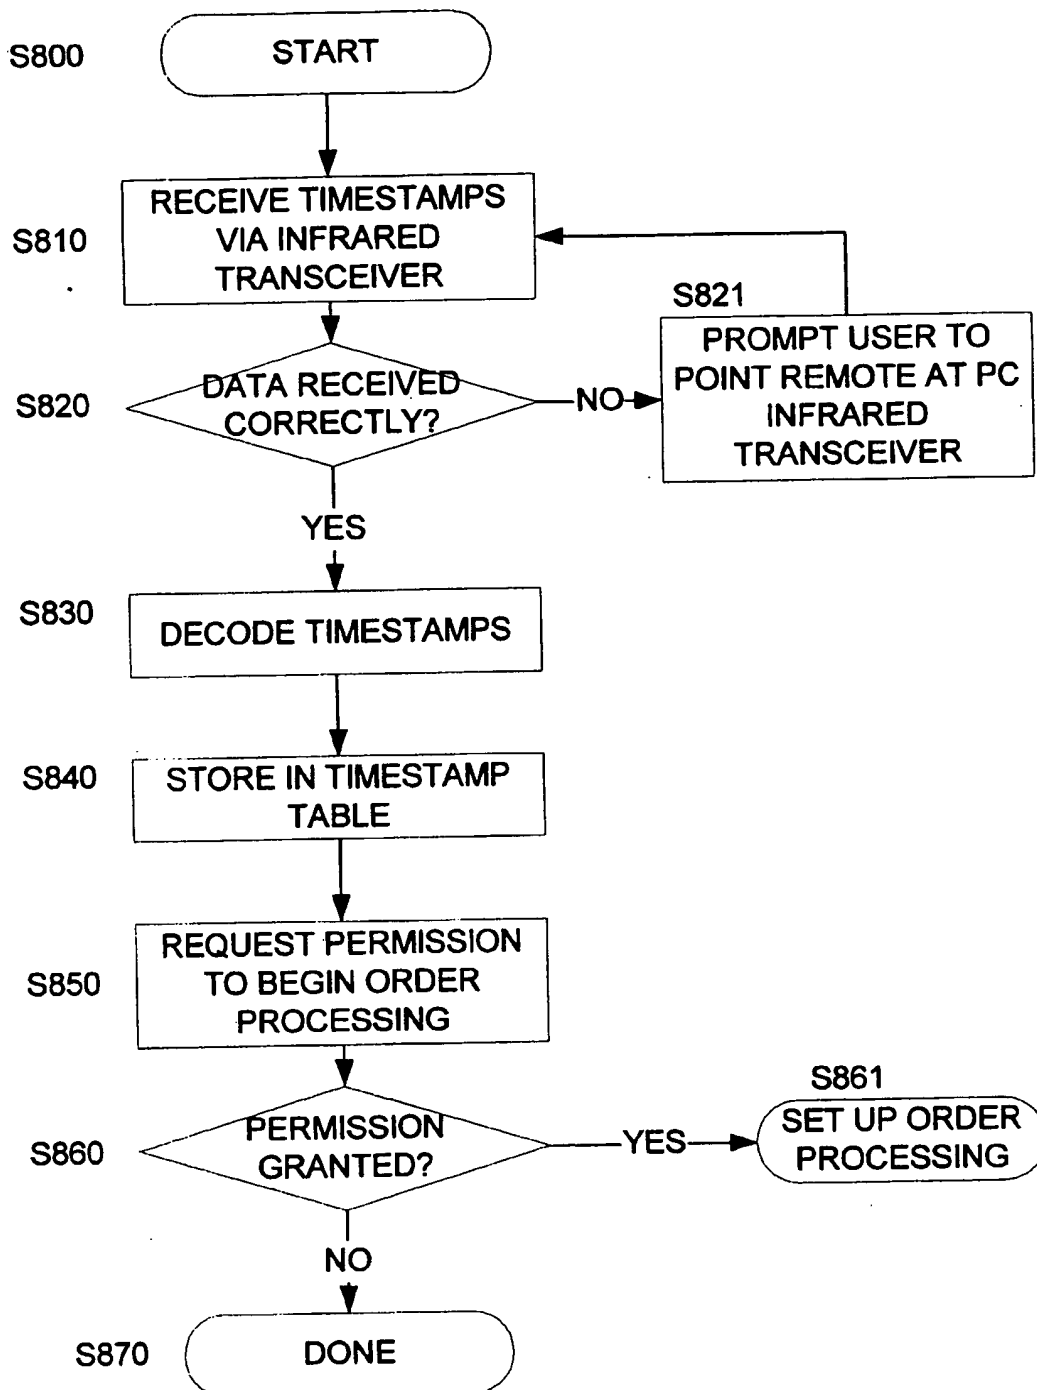 S800
START
S810
RECEIVE TIMESTAMPS
VIA INFRARED
TRANSCEIVER
S820
DATA RECEIVED
CORRECTLY?
NO
S821
PROMPT USER TO
POINT REMOTE AT PC
INFRARED
TRANSCEIVER
YES
S830
DECODE TIMESTAMPS
S840
STORE IN TIMESTAMP
TABLE
S850
REQUEST PERMISSION
TO BEGIN ORDER
PROCESSING
S860
PERMISSION
GRANTED?
YES
S861
SET UP ORDER
PROCESSING
NO
S870
DONE